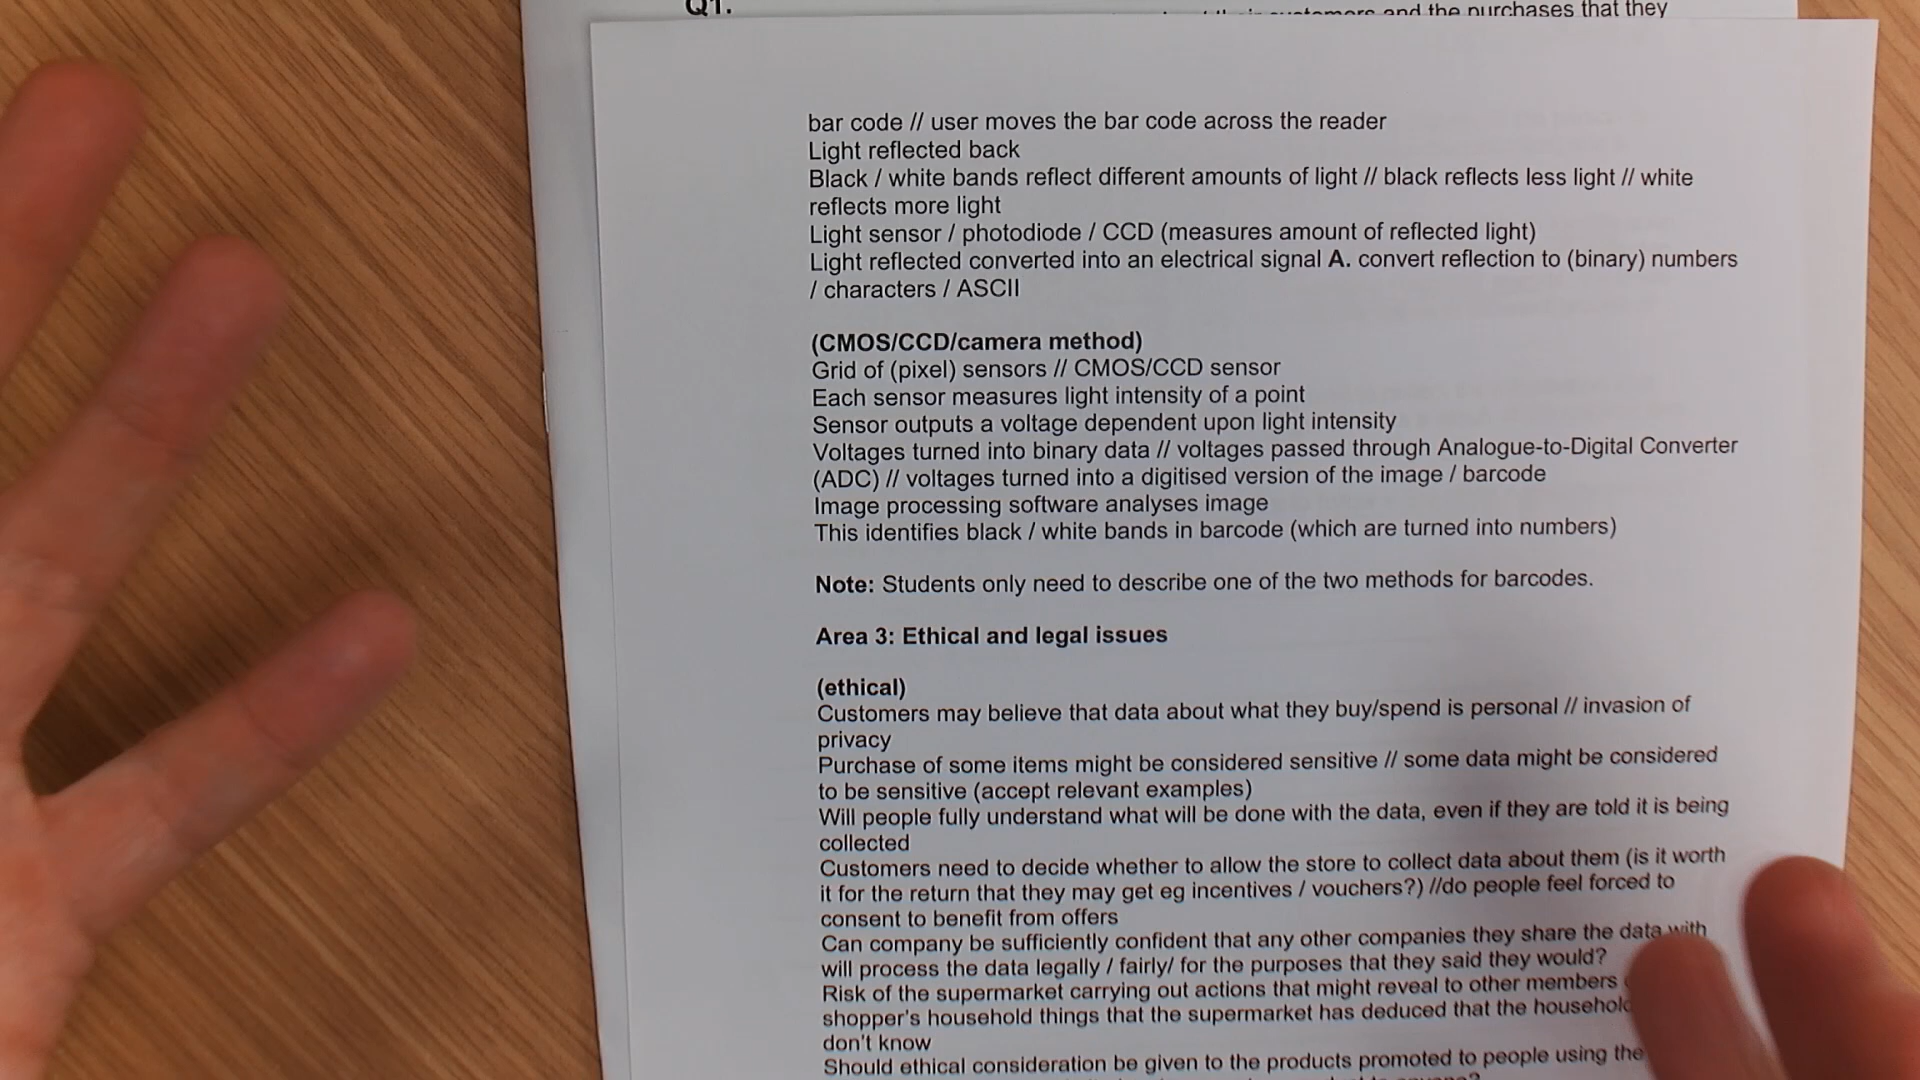 Q1.
customers and the purchases that they
bar code // user moves the bar code across the reader
Light reflected back
Black / white bands reflect different amounts of light // black reflects less light // white
reflects more light
Light sensor / photodiode / CCD (measures amount of reflected light)
Light reflected converted into an electrical signal A. convert reflection to (binary) numbers
/ characters / ASCII
(CMOS/CCD/camera method)
Grid of (pixel) sensors // CMOS/CCD sensor
Each sensor measures light intensity of a point
Sensor outputs a voltage dependent upon light intensity
Voltages turned into binary data // voltages passed through Analogue-to-Digital Converter
(ADC) // voltages turned into a digitised version of the image / barcode
Image processing software analyses image
This identifies black / white bands in barcode (which are turned into numbers)
Note: Students only need to describe one of the two methods for barcodes.
Area 3: Ethical and legal issues
(ethical)
Customers may believe that data about what they buy/spend is personal // invasion of
privacy
Purchase of some items might be considered sensitive // some data might be considered
to be sensitive (accept relevant examples)
Will people fully understand what will be done with the data, even if they are told it is being
collected
Customers need to decide whether to allow the store to collect data about them (is it worth
it for the return that they may get eg incentives / vouchers?) //do people feel forced to
consent to benefit from offers
Can company be sufficiently confident that any other companies they share the data with
will process the data legally / fairly/ for the purposes that they said they would?
Risk of the supermarket carrying out actions that might reveal to other members
shopper's household things that the supermarket has deduced that the household
don't know
Should ethical consideration be given to the products promoted to people using the